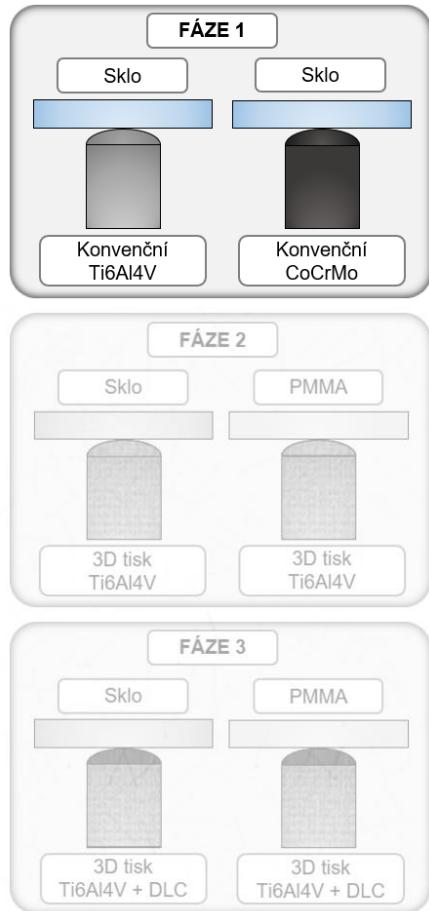 FÁZE 1
Sklo Sklo
Konvenční Konvenční
Ti6Al4V CoCrMo
FÁZE 2
Sklo PMMA
3D tisk 3D tisk
Ti6Al4V Ti6Al4V
FÁZE 3
Sklo PMMA
3D tisk 3D tisk
Ti6Al4V + DLC Ti6Al4V + DLC